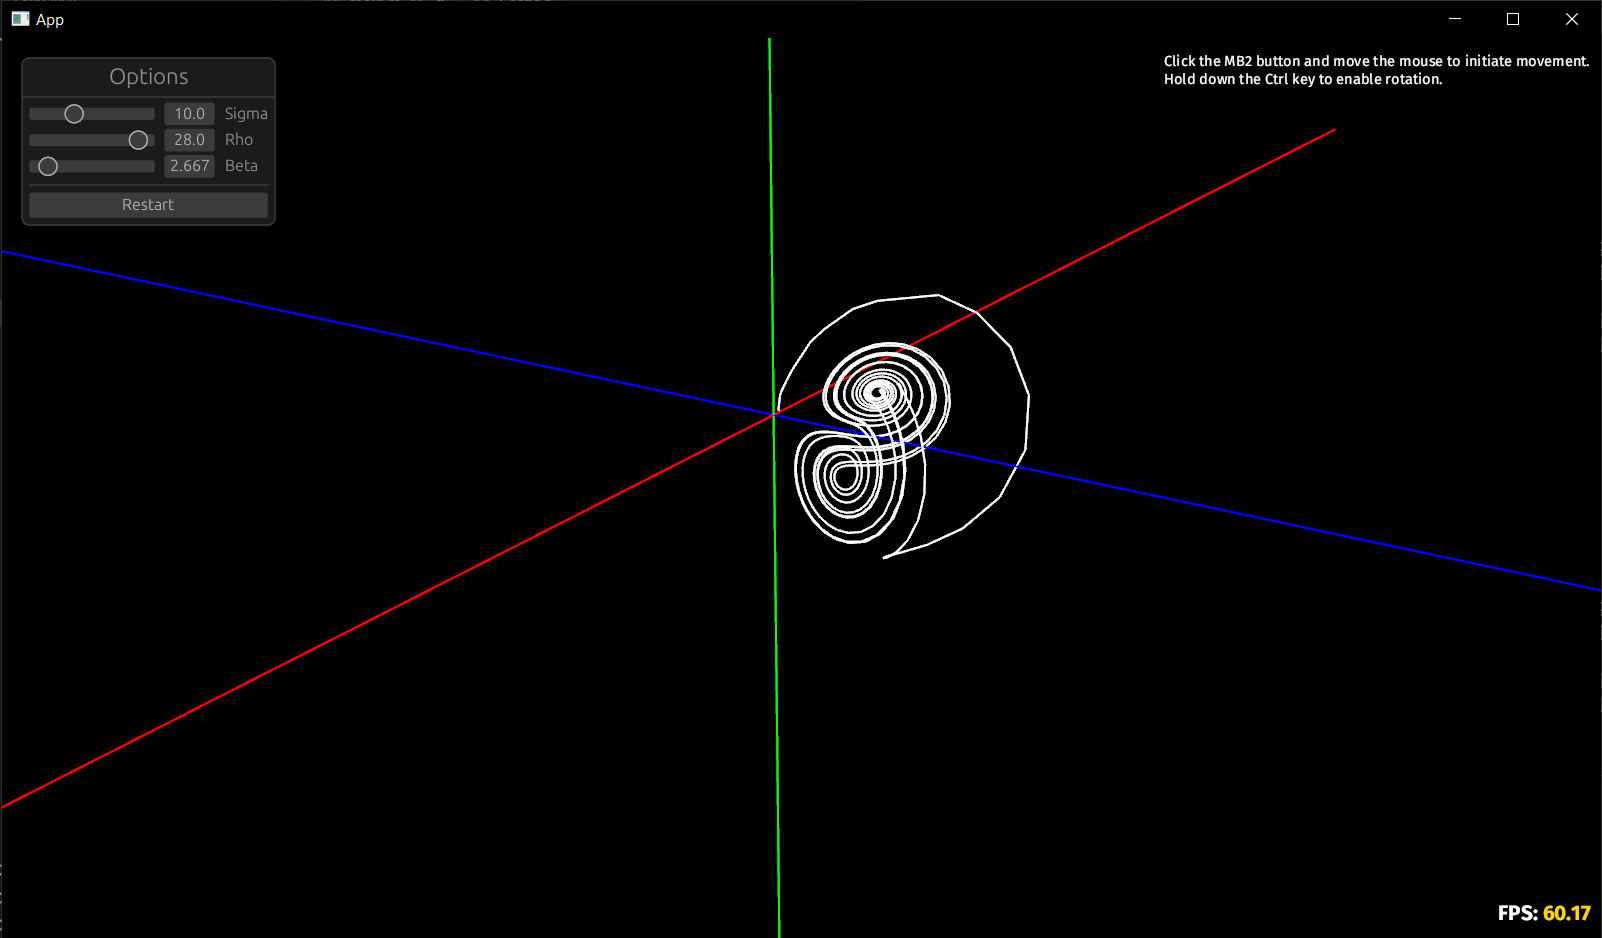 App
Options
10.0 Sigma
28.0 Rho
2.667 Beta
Restart
Click the MB2 button and move the mouse to initiate movement.
Hold down the Ctrl key to enable rotation.
FPS: 60.17